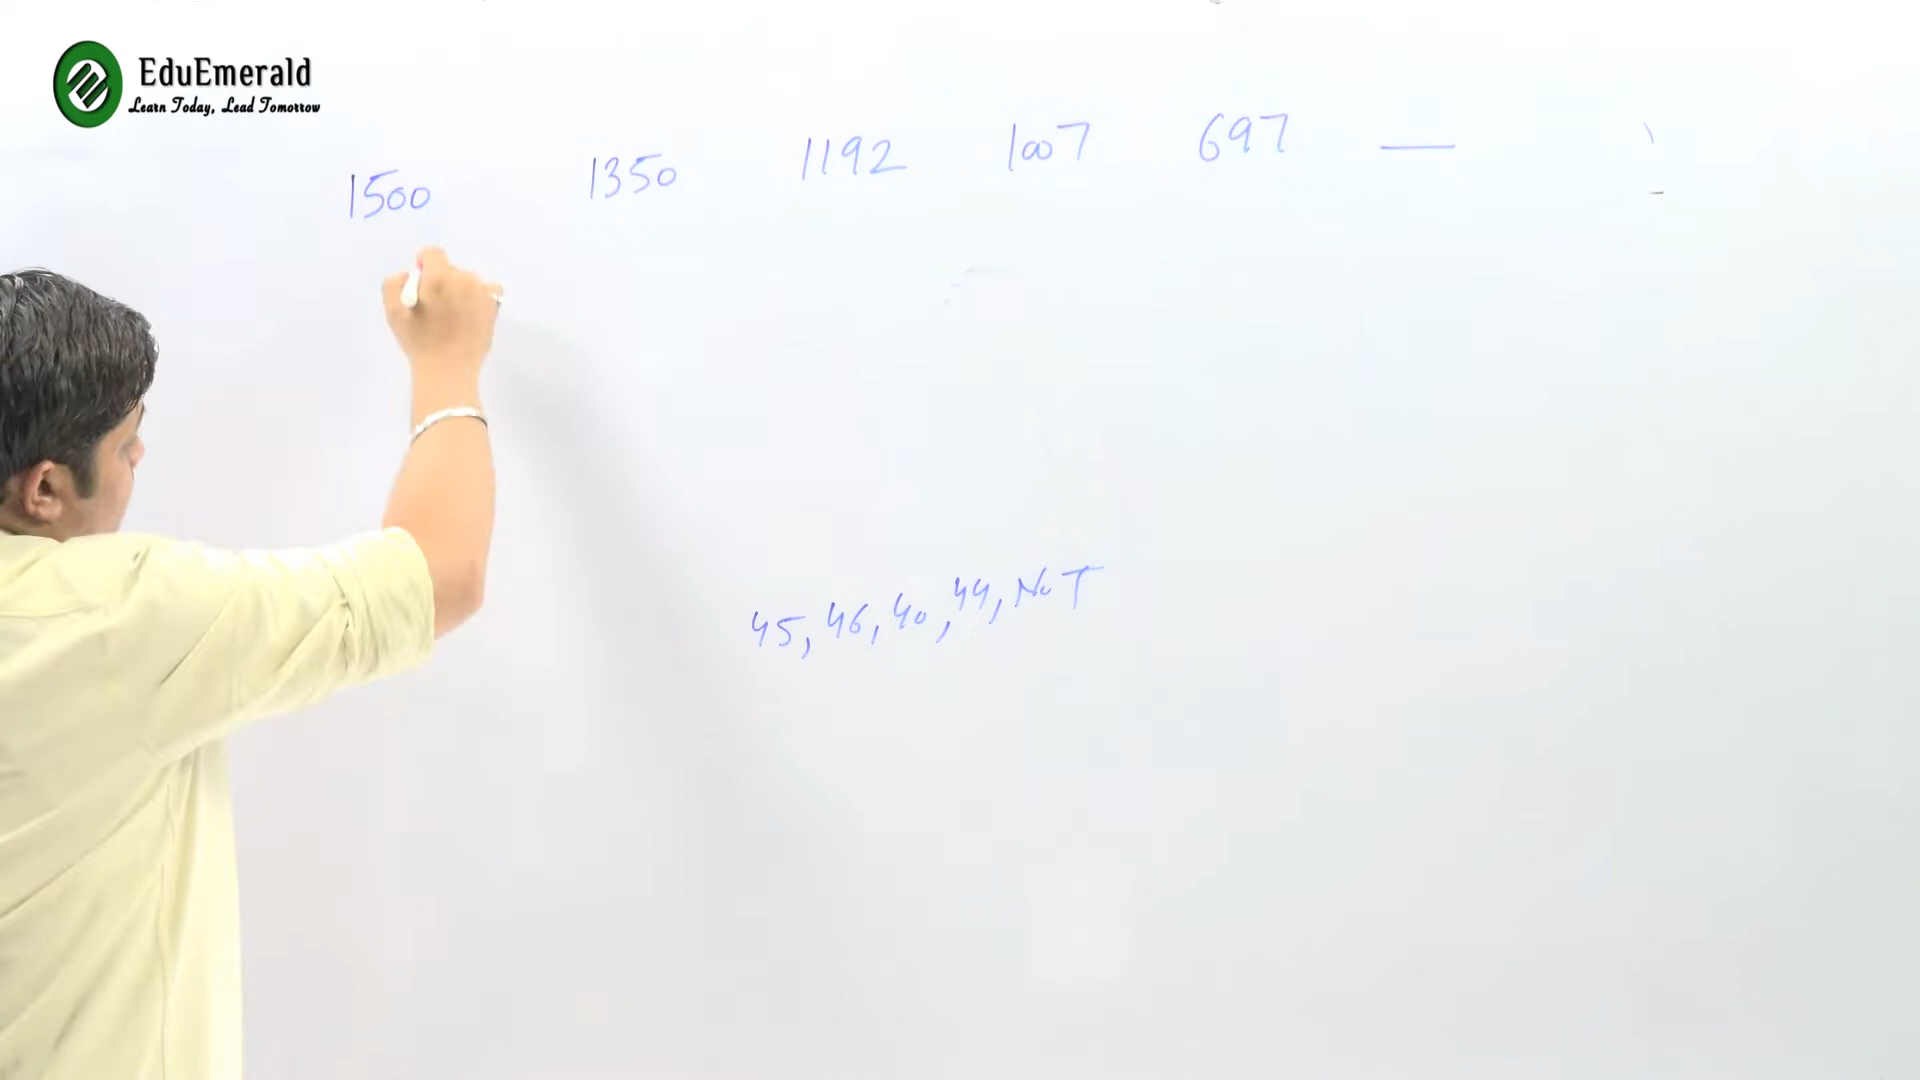 EduEmerald
Learn Today, Lead Tomorrow
1500 1350 1192 1007 697 —
45, 46, 40, 44, NoT